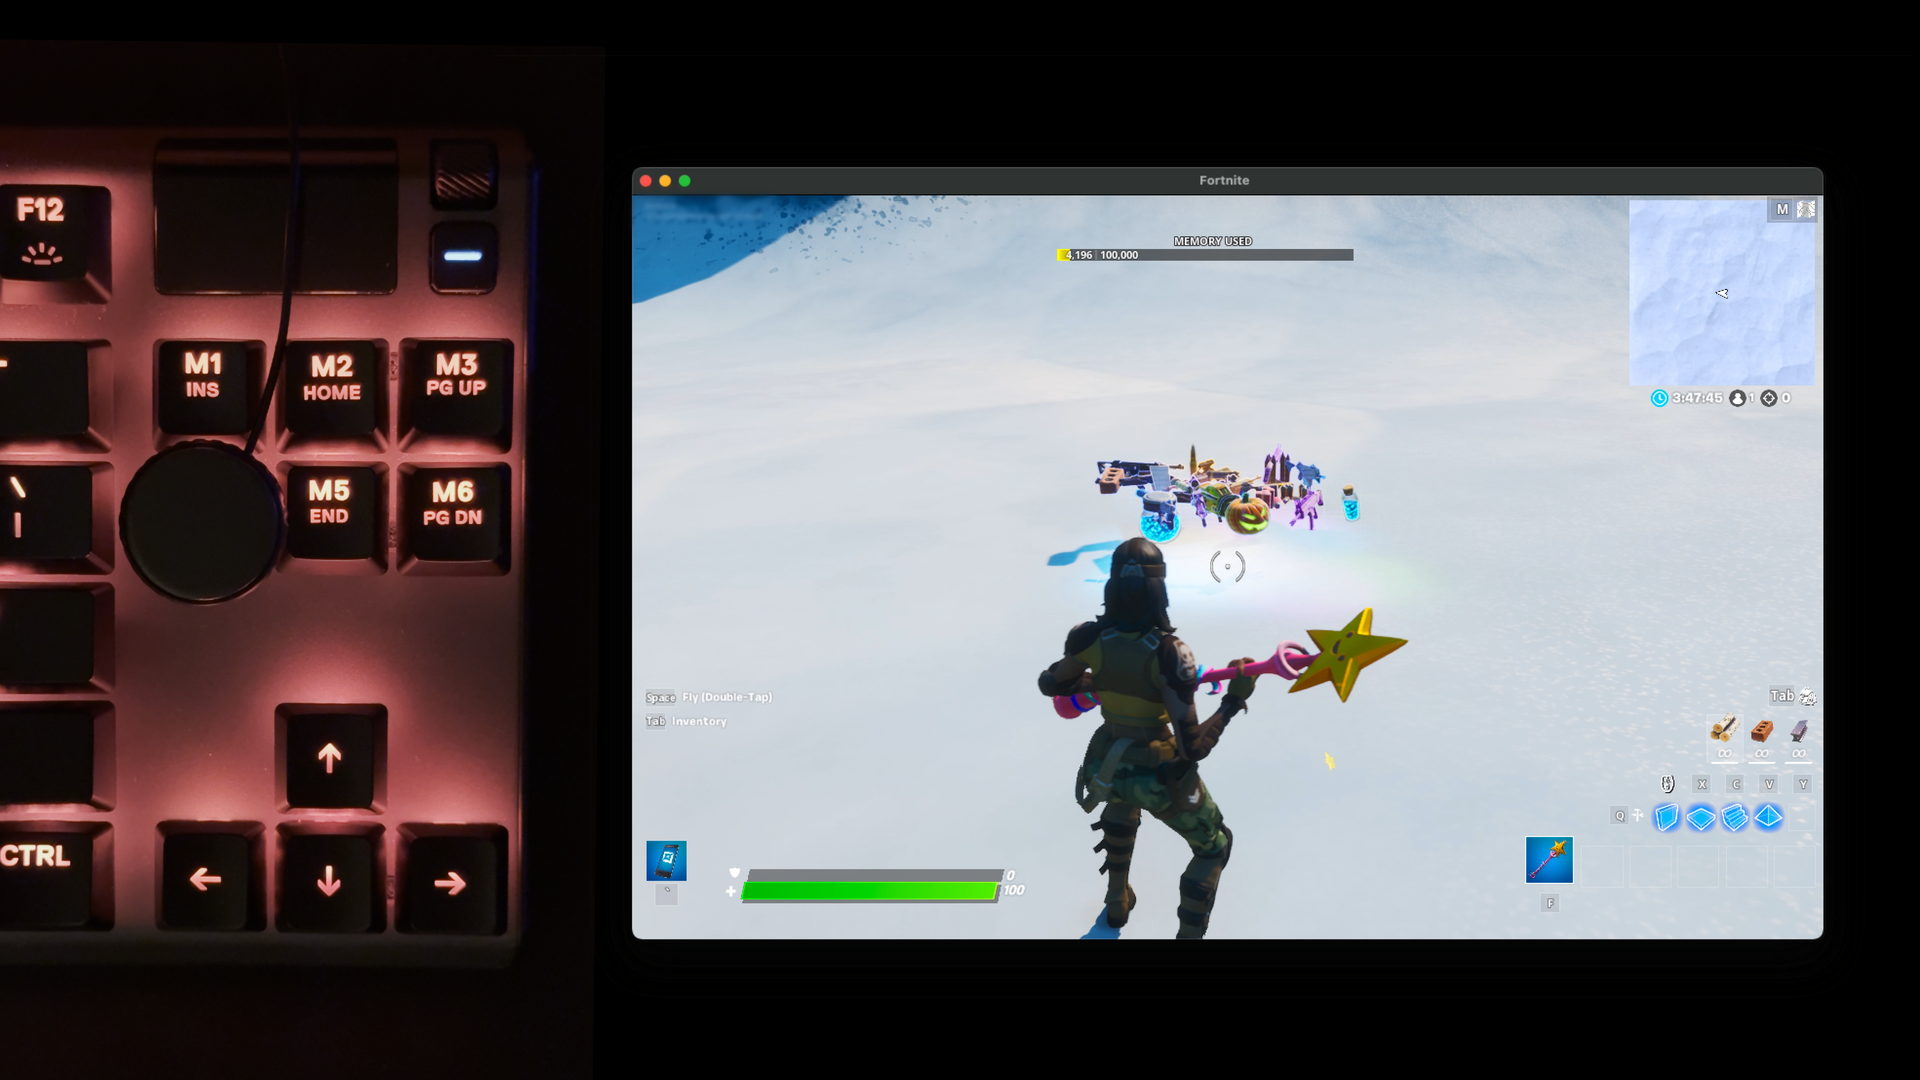 F12
M1
INS
M2
HOME
M3
PG UP
\
|
M5
END
M6
PG DN
CTRL
Fortnite
M
MEMORY USED
4,196 | 100,000
3:47:45 1 0
Space Fly (Double-Tap)
Tab Inventory
Tab
∞ ∞ ∞
X C V Y
Q
0
100
F